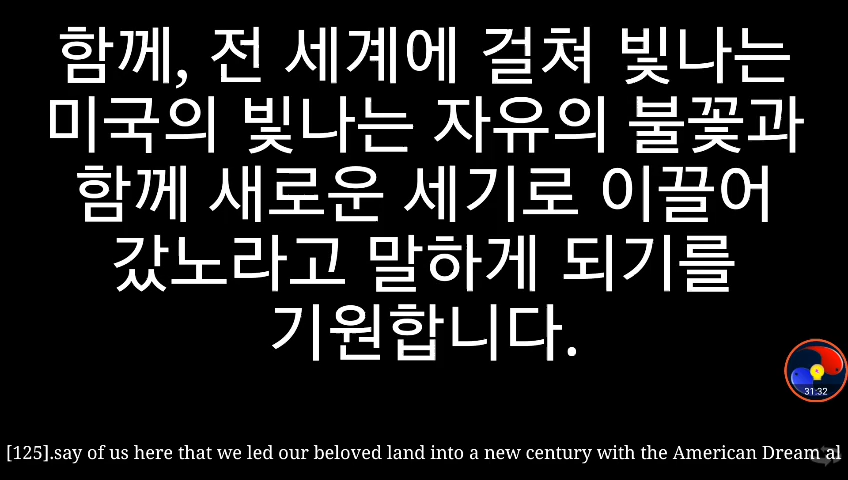 함께, 전 세계에 걸쳐 빛나는
미국의 빛나는 자유의 불꽃과
함께 새로운 세기로 이끌어
갔노라고 말하게 되기를
기원합니다.
31:32
[125].say of us here that we led our beloved land into a new century with the American Dream al